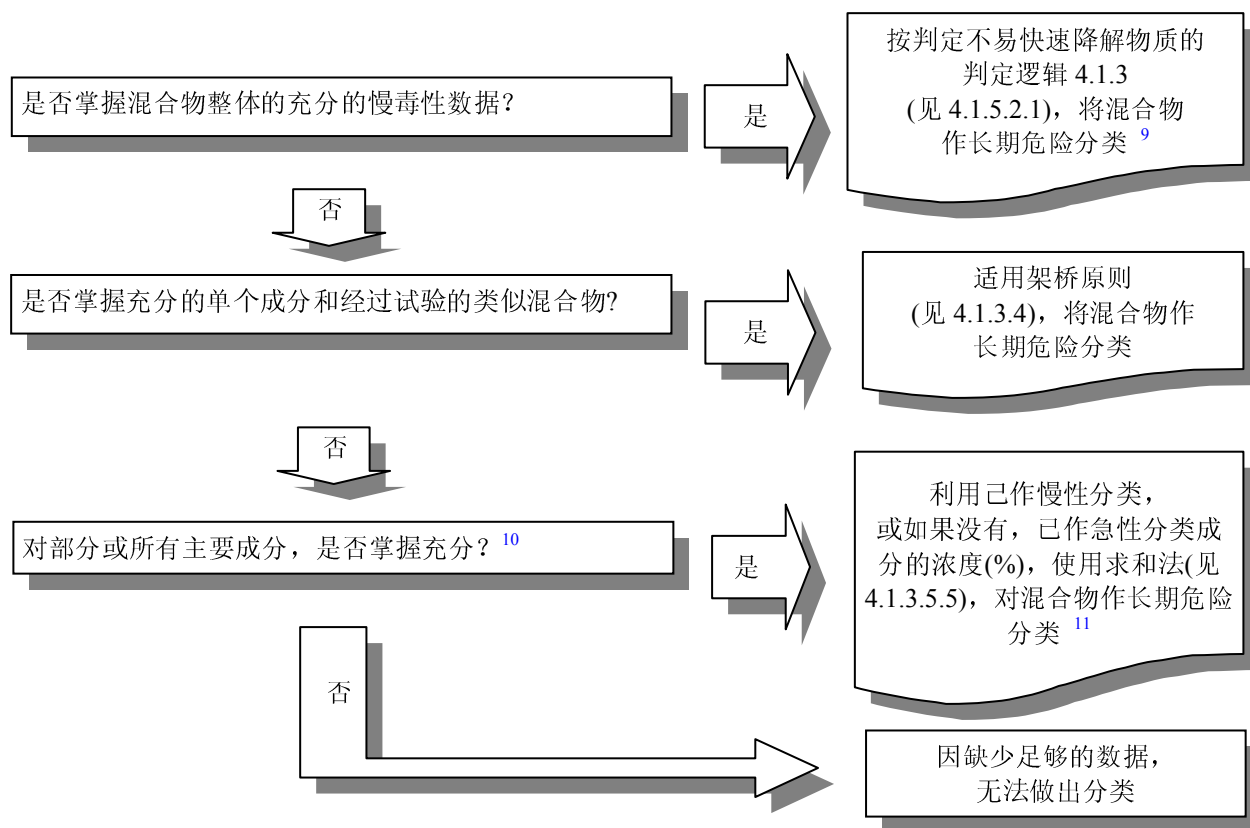 是否掌握混合物整体的充分的慢毒性数据？
是
按判定不易快速降解物质的
判定逻辑 4.1.3
(见 4.1.5.2.1)，将混合物
作长期危险分类 9
否
是否掌握充分的单个成分和经过试验的类似混合物?
是
适用架桥原则
(见 4.1.3.4)，将混合物作
长期危险分类
否
对部分或所有主要成分，是否掌握充分？10
是
利用己作慢性分类，
或如果没有，已作急性分类成
分的浓度(%)，使用求和法(见
4.1.3.5.5)，对混合物作长期危险
分类 11
否
因缺少足够的数据，
无法做出分类